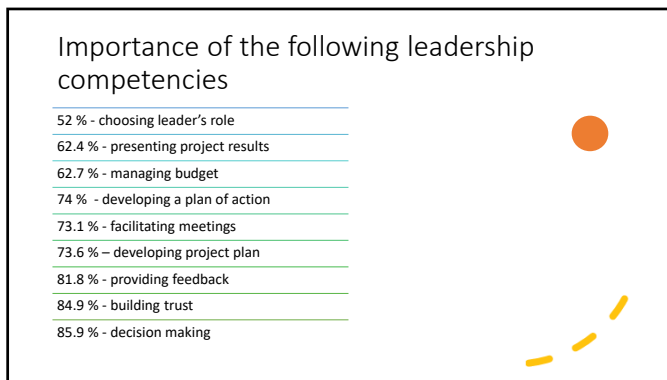 Importance of the following leadership
competencies
52 % - choosing leader's role
62.4 % - presenting project results
62.7 % - managing budget
74 %  - developing a plan of action
73.1 % - facilitating meetings
73.6 % – developing project plan
81.8 % - providing feedback
84.9 % - building trust
85.9 % - decision making